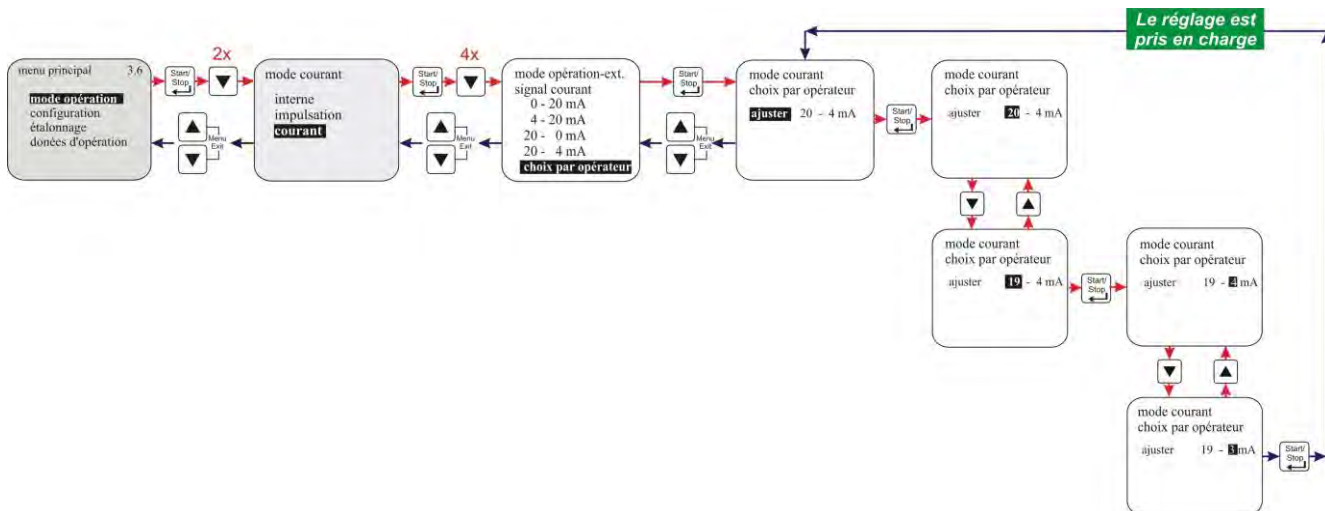 Le réglage est
pris en charge
2x
4x
menu principal 3.6
mode opération
configuration
étalonnage
donées d'opération
Start/
Stop
Menu
Exit
mode courant
interne
impulsation
courant
Start/
Stop
Menu
Exit
mode opération-ext.
signal courant
0 - 20 mA
4 - 20 mA
20 - 0 mA
20 - 4 mA
choix par opérateur
Start/
Stop
Menu
Exit
mode courant
choix par opérateur
ajuster 20 - 4 mA
Start/
Stop
mode courant
choix par opérateur
ajuster 20 - 4 mA
mode courant
choix par opérateur
ajuster 19 - 4 mA
Start/
Stop
mode courant
choix par opérateur
ajuster 19 - 4 mA
mode courant
choix par opérateur
ajuster 19 - 3 mA
Start/
Stop